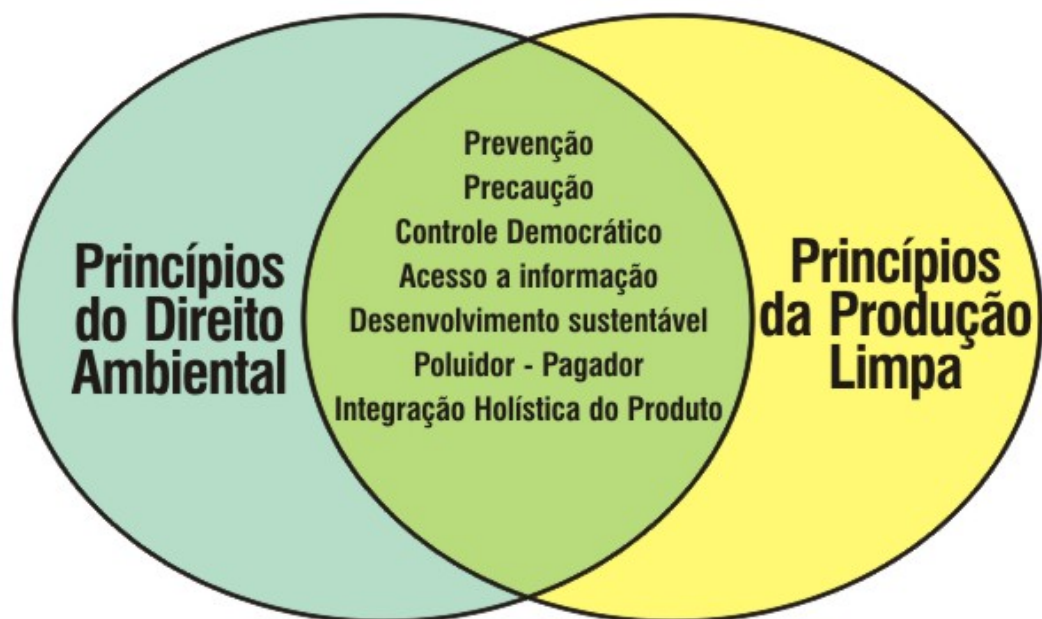 Princípios
do Direito
Ambiental
Prevenção
Precaução
Controle Democrático
Acesso a informação
Desenvolvimento sustentável
Poluidor - Pagador
Integração Holística do Produto
Princípios
da Produção
Limpa